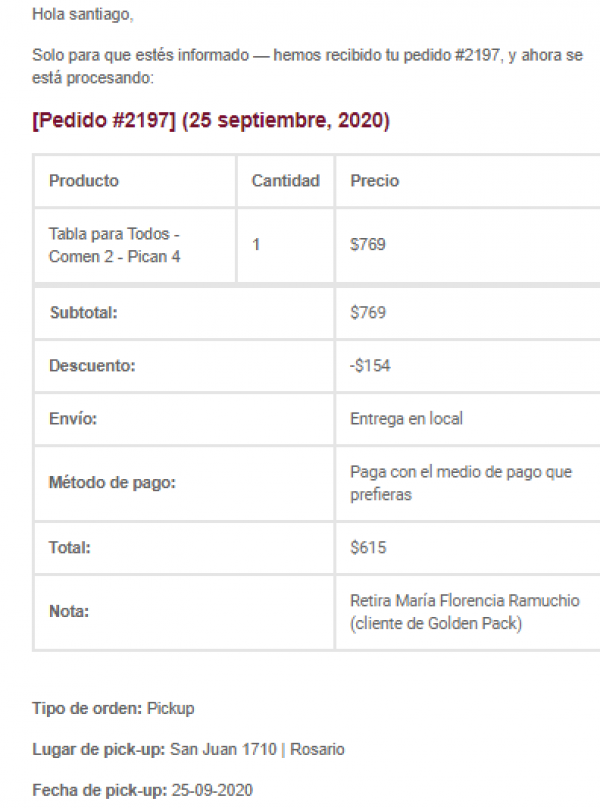 Hola santiago,
Solo para que estés informado — hemos recibido tu pedido #2197, y ahora se
está procesando:
[Pedido #2197] (25 septiembre, 2020)
Producto Cantidad Precio
Tabla para Todos -
Comen 2 - Pican 4 1 $769
Subtotal: $769
Descuento: -$154
Envío: Entrega en local
Método de pago: Paga con el medio de pago que
prefieras
Total: $615
Nota: Retira María Florencia Ramuchio
(cliente de Golden Pack)
Tipo de orden: Pickup
Lugar de pick-up: San Juan 1710 | Rosario
Fecha de pick-up: 25-09-2020